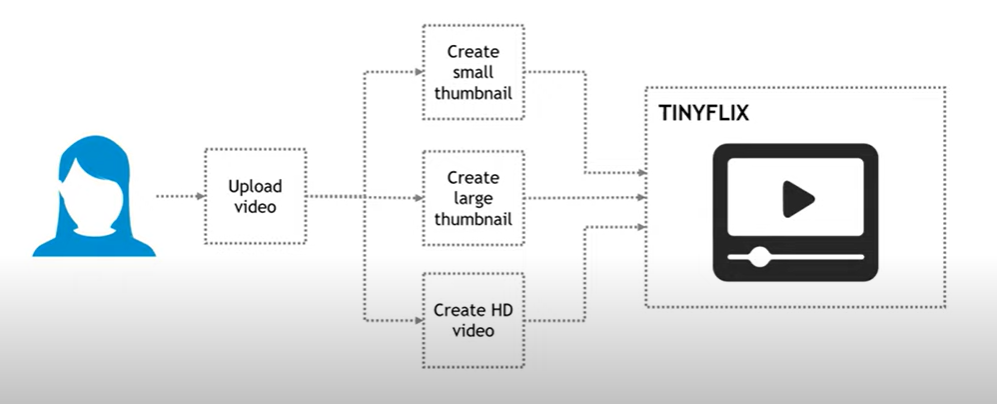 Upload
video
Create
small
thumbnail
Create
large
thumbnail
Create HD
video
TINYFLIX